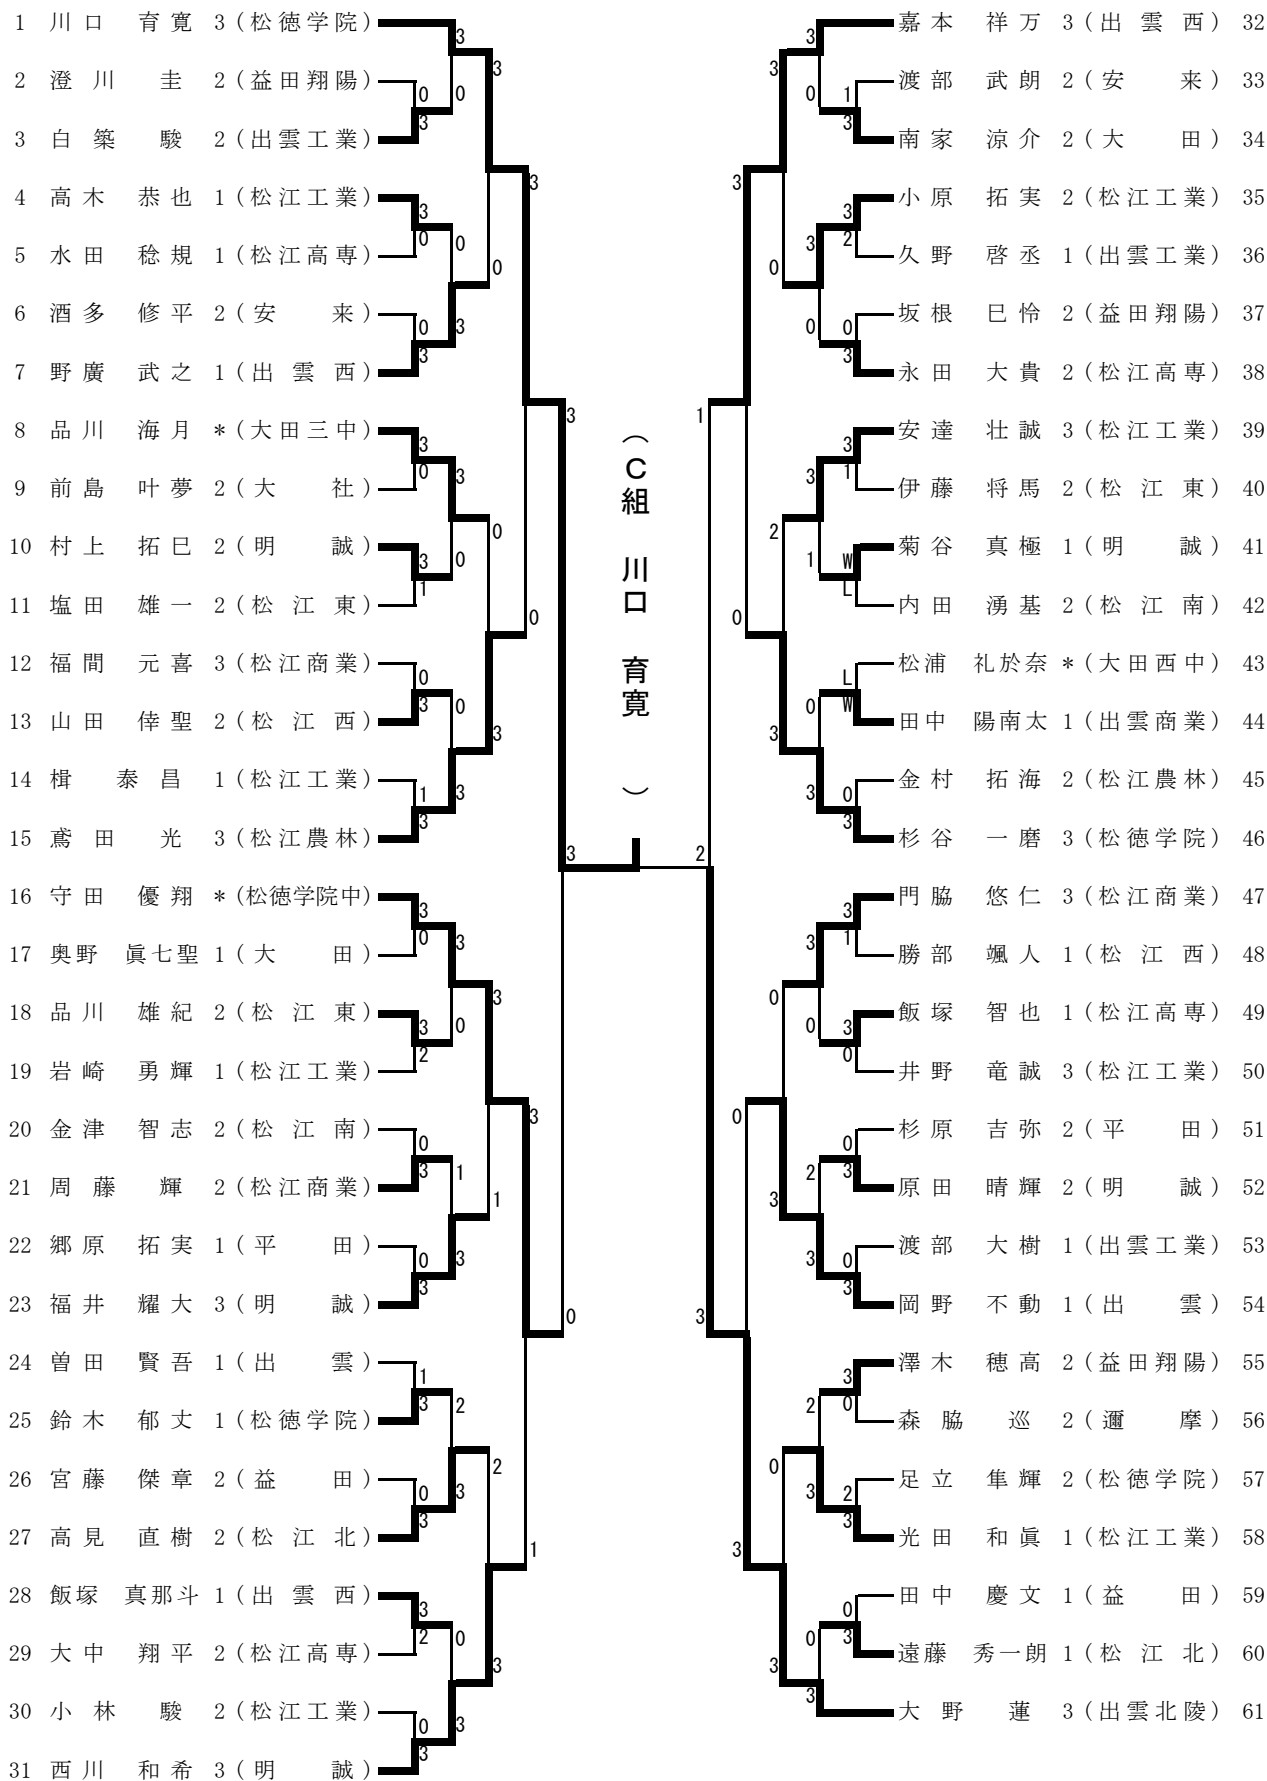 1 川口 育寛 3 (松徳学院)
2 澄川 圭 2 (益田翔陽)
3 白築 駿 2 (出雲工業)
4 高木 恭也 1 (松江工業)
5 水田 稔規 1 (松江高専)
6 酒多 修平 2 (安来)
7 野廣 武之 1 (出雲西)
8 品川 海月 * (大田三中)
9 前島 叶夢 2 (大社)
10 村上 拓巳 2 (明誠)
11 塩田 雄一 2 (松江東)
12 福間 元喜 3 (松江商業)
13 山田 倖聖 2 (松江西)
14 楫 泰昌 1 (松江工業)
15 鳶田 光 3 (松江農林)
16 守田 優翔 * (松徳学院中)
17 奥野 眞七聖 1 (大田)
18 品川 雄紀 2 (松江東)
19 岩崎 勇輝 1 (松江工業)
20 金津 智志 2 (松江南)
21 周藤 輝 2 (松江商業)
22 郷原 拓実 1 (平田)
23 福井 耀大 3 (明誠)
24 曽田 賢吾 1 (出雲)
25 鈴木 郁丈 1 (松徳学院)
26 宮藤 傑章 2 (益田)
27 高見 直樹 2 (松江北)
28 飯塚 真那斗 1 (出雲西)
29 大中 翔平 2 (松江高専)
30 小林 駿 2 (松江工業)
31 西川 和希 3 (明誠)
(C組 川口 育寛 )
嘉本 祥万 3 (出雲西) 32
渡部 武朗 2 (安来) 33
南家 涼介 2 (大田) 34
小原 拓実 2 (松江工業) 35
久野 啓丞 1 (出雲工業) 36
坂根 巳怜 2 (益田翔陽) 37
永田 大貴 2 (松江高専) 38
安達 壮誠 3 (松江工業) 39
伊藤 将馬 2 (松江東) 40
菊谷 真極 1 (明誠) 41
内田 湧基 2 (松江南) 42
松浦 礼於奈 * (大田西中) 43
田中 陽南太 1 (出雲商業) 44
金村 拓海 2 (松江農林) 45
杉谷 一磨 3 (松徳学院) 46
門脇 悠仁 3 (松江商業) 47
勝部 颯人 1 (松江西) 48
飯塚 智也 1 (松江高専) 49
井野 竜誠 3 (松江工業) 50
杉原 吉弥 2 (平田) 51
原田 晴輝 2 (明誠) 52
渡部 大樹 1 (出雲工業) 53
岡野 不動 1 (出雲) 54
澤木 穂高 2 (益田翔陽) 55
森脇 巡 2 (邇摩) 56
足立 隼輝 2 (松徳学院) 57
光田 和眞 1 (松江工業) 58
田中 慶文 1 (益田) 59
遠藤 秀一朗 1 (松江北) 60
大野 蓮 3 (出雲北陵) 61